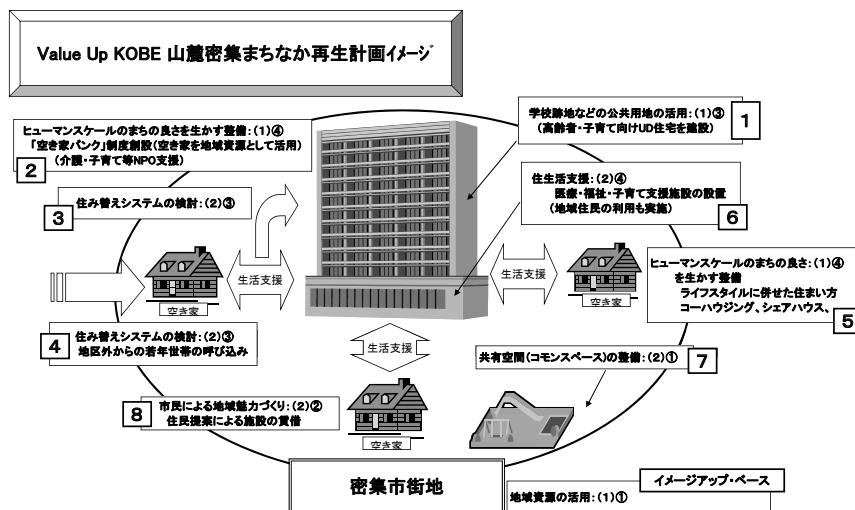 Value Up KOBE 山麓密集まちなか再生計画イメージ
学校跡地などの公共用地の活用：(1)③
(高齢者・子育て向けUD住宅を建設)
1
ヒューマンスケールのまちの良さを生かす整備：(1)④
「空き家バンク」制度創設(空き家を地域資源として活用)
(介護・子育て等NPO支援)
2
住み替えシステムの検討：(2)③
3
住生活支援：(2)④
医療・福祉・子育て支援施設の設置
(地域住民の利用も実施)
6
生活支援
空き家
生活支援
空き家
ヒューマンスケールのまちの良さ：(1)④
を生かす整備
ライフスタイルに併せた住まい方
コーハウジング、シェアハウス、
5
住み替えシステムの検討：(2)③
地区外からの若年世帯の呼び込み
4
生活支援
共有空間(コモンスペース)の整備：(2)①
7
市民による地域魅力づくり：(2)②
住民提案による施設の賃借
8
空き家
密集市街地
イメージアップ・ベース
地域資源の活用：(1)①